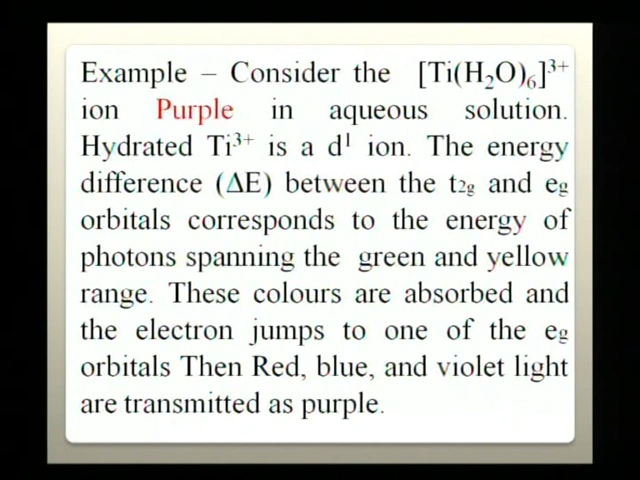 Example – Consider the [Ti(H₂O)₆]³⁺
ion Purple in aqueous solution.
Hydrated Ti³⁺ is a d¹ ion. The energy
difference (ΔE) between the t2g and eg
orbitals corresponds to the energy of
photons spanning the green and yellow
range. These colours are absorbed and
the electron jumps to one of the eg
orbitals Then Red, blue, and violet light
are transmitted as purple.